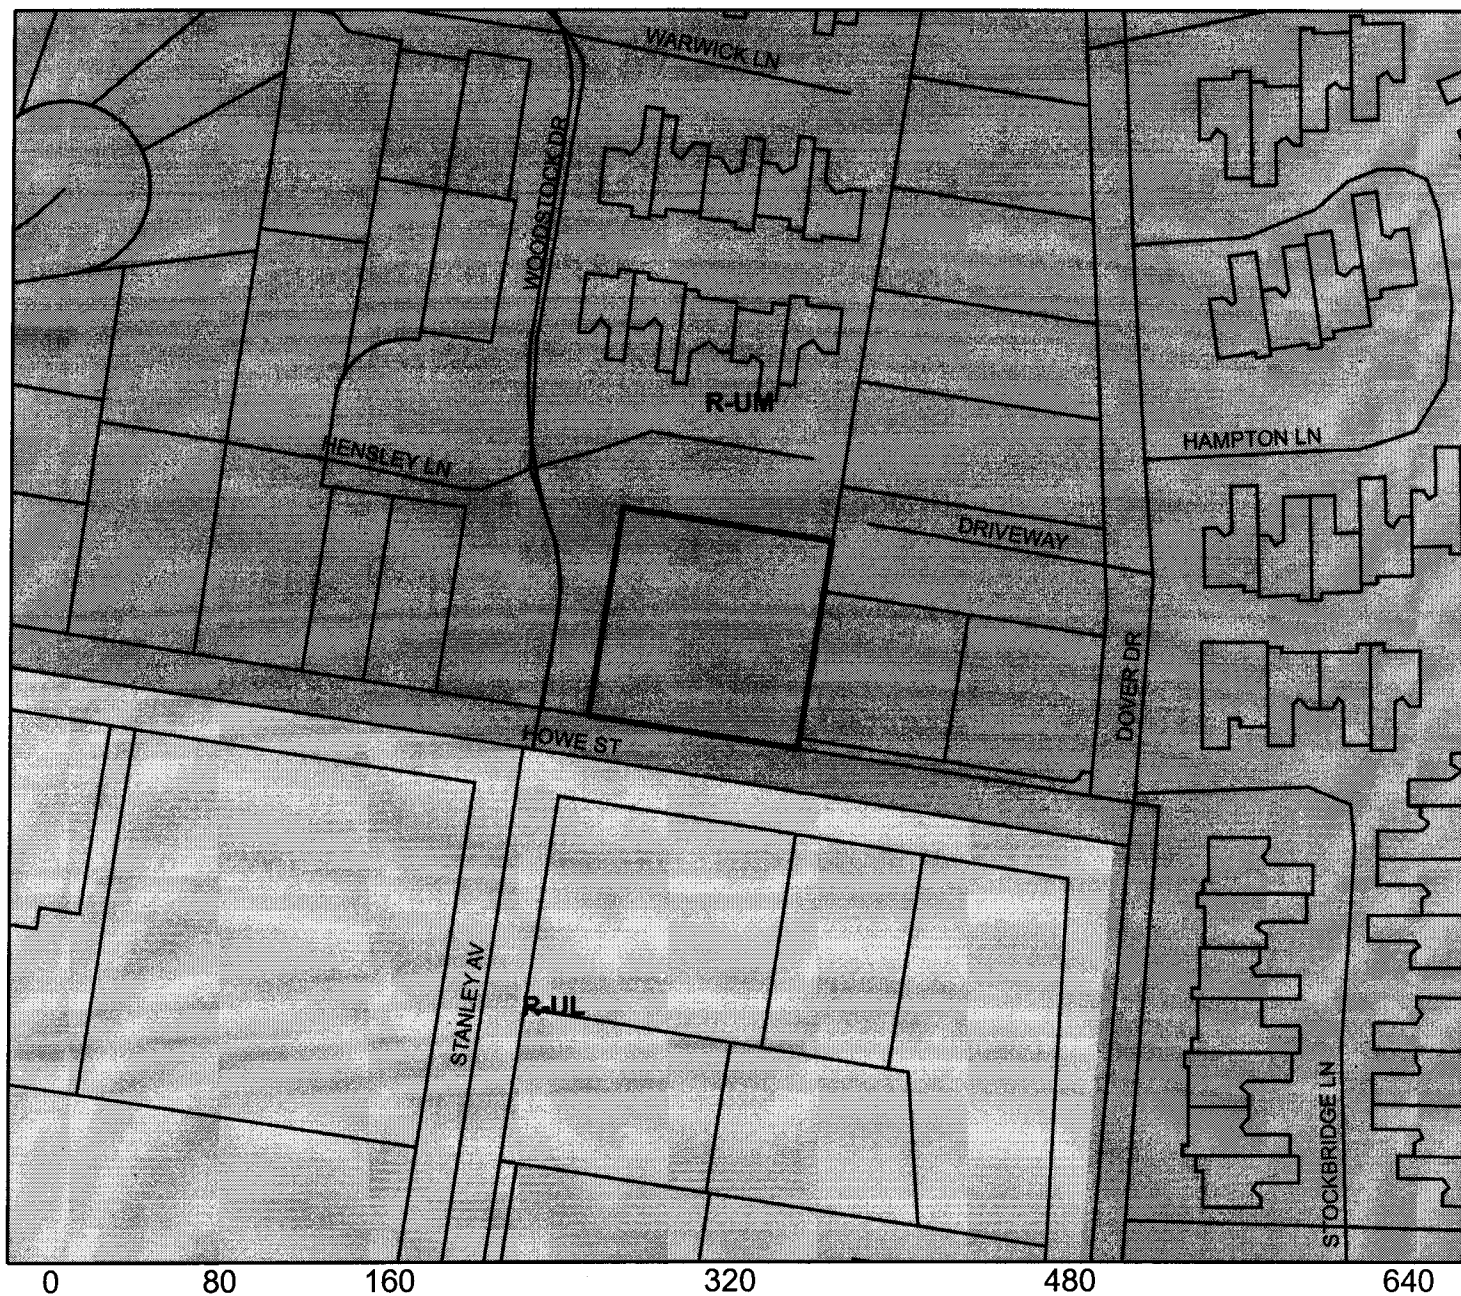 WARWICK LN
WOODSTOCK DR
R-UM
HENSLEY LN
HAMPTON LN
DRIVEWAY
DOVER DR
HOWE ST
STANLEY AV
R-UL
STOCKBRIDGE LN
0 80 160 320 480 640